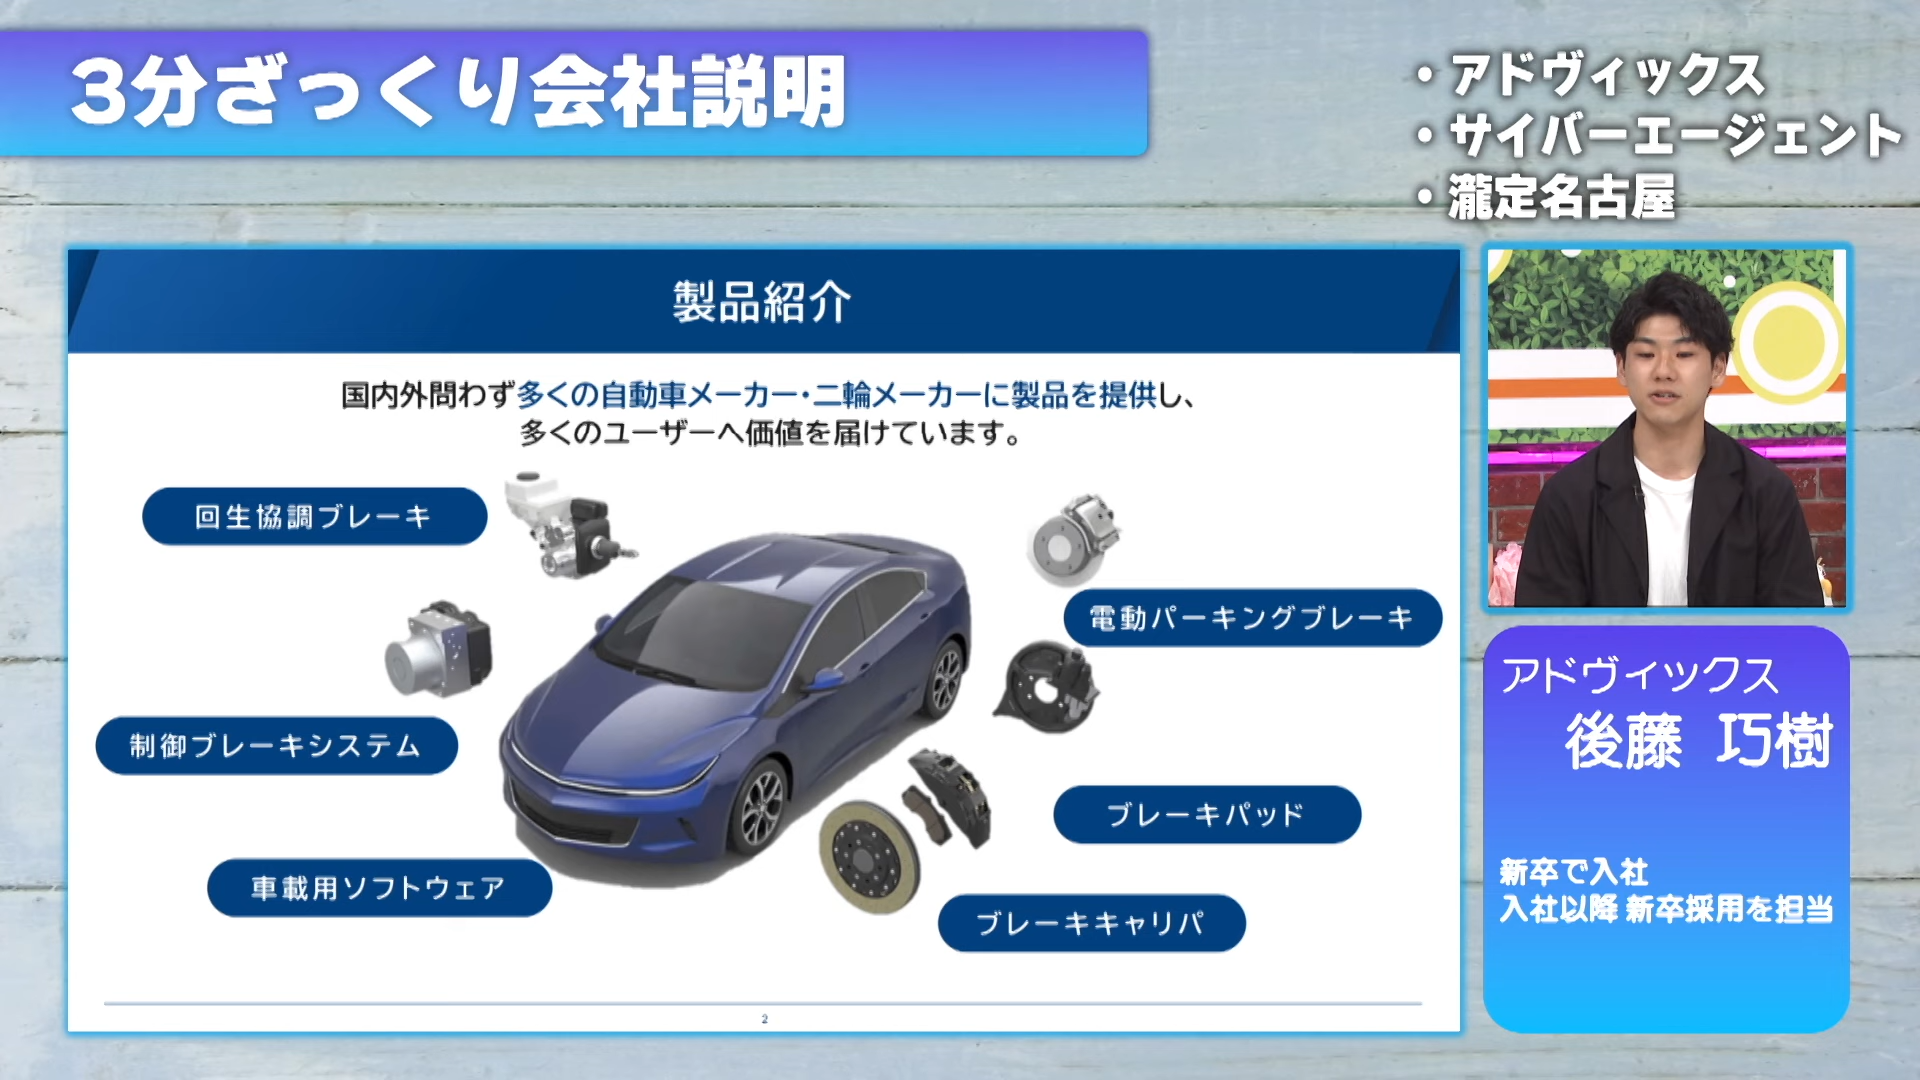 3分ざっくり会社説明
・アドヴィックス
・サイバーエージェント
・瀧定名古屋
製品紹介
国内外問わず多くの自動車メーカー・二輪メーカーに製品を提供し、
多くのユーザーへ価値を届けています。
回生協調ブレーキ
電動パーキングブレーキ
制御ブレーキシステム
ブレーキパッド
車載用ソフトウェア
ブレーキキャリパ
2
アドヴィックス
後藤 巧樹
新卒で入社
入社以降 新卒採用を担当